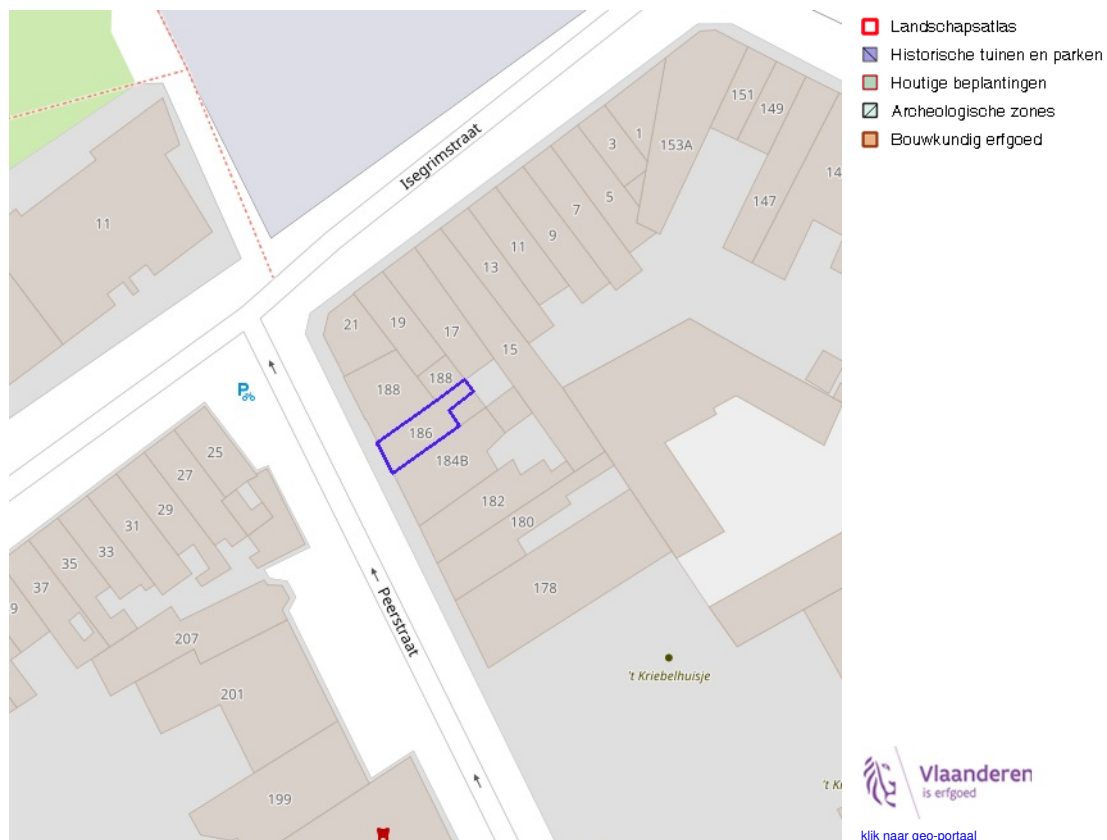 Landschapsatlas
Historische tuinen en parken
Houtige beplantingen
Archeologische zones
Bouwkundig erfgoed
Isegrimstraat
151
149
1
3
153A
14
5
147
7
9
11
11
13
21
19
17
15
188
188
186
184B
25
182
27
180
29
31
33
35
37
9
178
Peerstraat
207
't Kriebelhuisje
201
199
't K
P
Vlaanderen
is erfgoed
klik naar geo-portaal